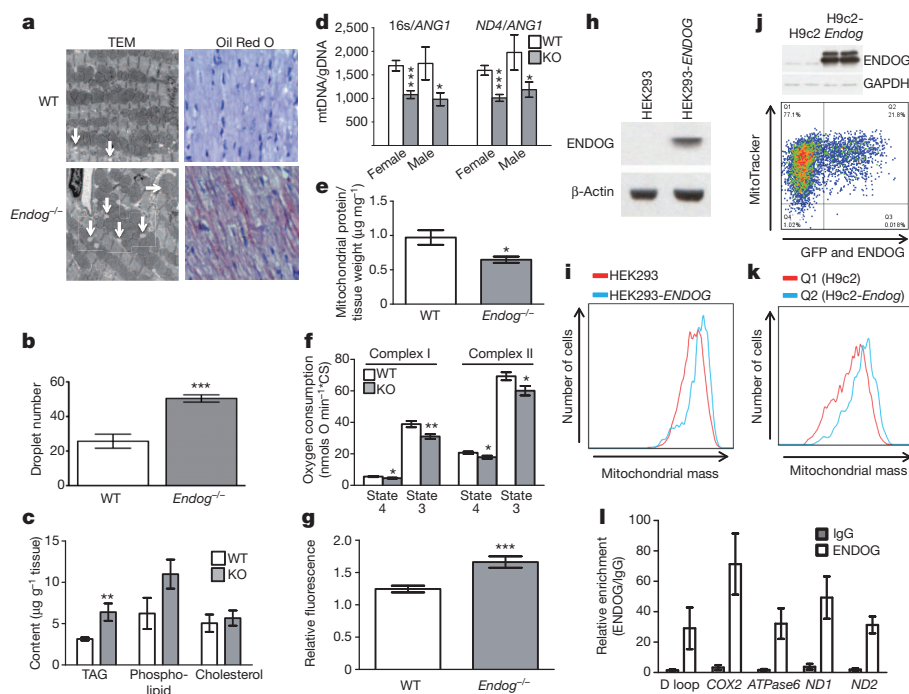 a
TEM
Oil Red O
WT
Endog–/–
b
Droplet number
60
40
20
0
***
WT
Endog–/–
c
Content (μg g–1 tissue)
15
10
5
0
**
WT
KO
TAG
Phospho-
lipid
Cholesterol
d
16s/ANG1
ND4/ANG1
WT
KO
mtDNA/gDNA
2,500
2,000
1,500
1,000
500
***
*
***
*
Female
Male
Female
Male
e
Mitochondrial protein/
tissue weight (μg mg–1)
1.5
1.0
0.5
0
*
WT
Endog–/–
f
Complex I
Complex II
WT
KO
Oxygen consumption
(nmols O min–1*CS)
80
60
40
20
0
*
**
*
*
State
4
State
3
State
4
State
3
g
Relative fluorescence
2.0
1.5
1.0
0.5
0
***
WT
Endog–/–
h
HEK293
HEK293-ENDOG
ENDOG
β-Actin
i
HEK293
HEK293-ENDOG
Number of cells
Mitochondrial mass
j
H9c2-
H9c2 Endog
ENDOG
GAPDH
MitoTracker
Q1
77.1%
Q2
21.8%
Q4
1.02%
Q3
0.018%
GFP and ENDOG
k
Q1 (H9c2)
Q2 (H9c2-Endog)
Number of cells
Mitochondrial mass
l
IgG
ENDOG
Relative enrichment
(ENDOG/IgG)
100
80
60
40
20
0
D loop
COX2
ATPase6
ND1
ND2